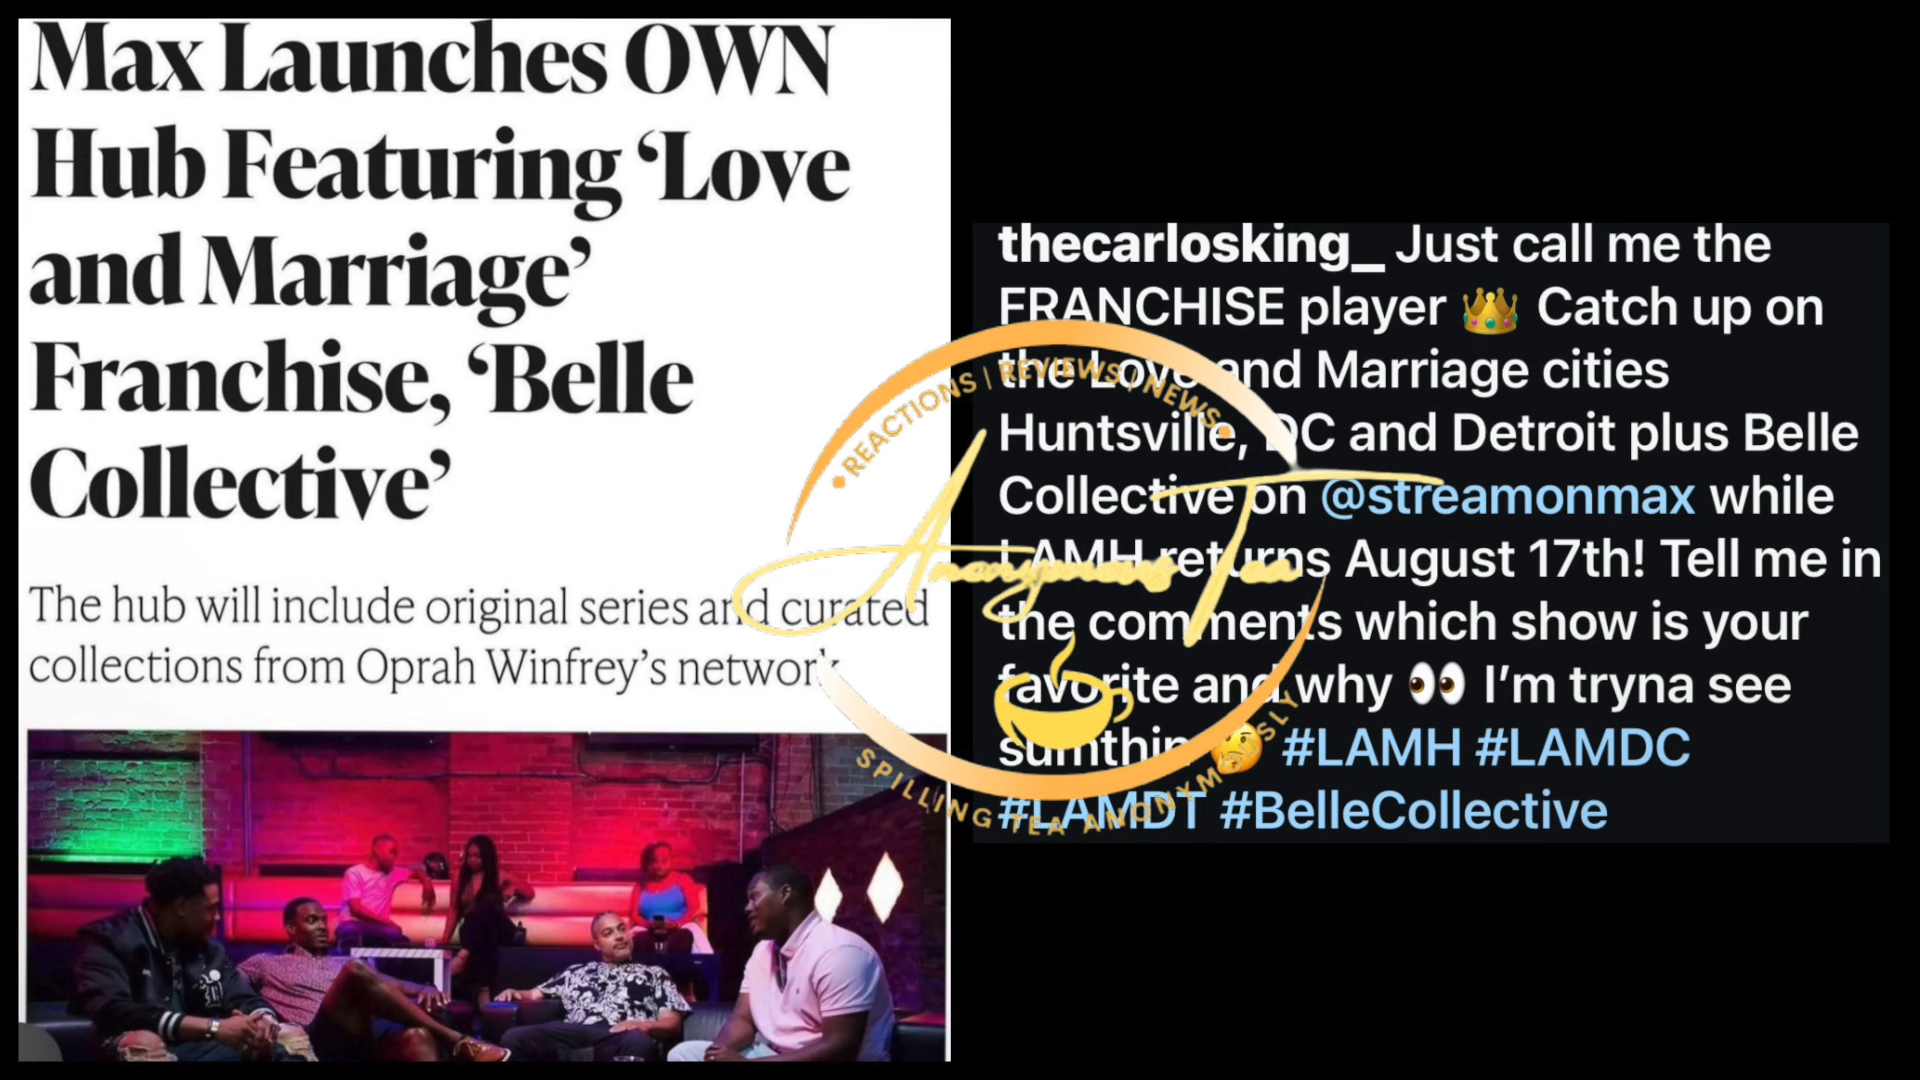 Max Launches OWN
Hub Featuring ‘Love
and Marriage’
Franchise, ‘Belle
Collective’
The hub will include original series and curated
collections from Oprah Winfrey’s network.
thecarlosking_ Just call me the
FRANCHISE player 👑 Catch up on
the Love and Marriage cities
Huntsville, DC and Detroit plus Belle
Collective on @streamonmax while
LAMH returns August 17th! Tell me in
the comments which show is your
favorite and why 👀 I’m tryna see
sumthin 🤔 #LAMH #LAMDC
#LAMDT #BelleCollective
• REACTIONS | REVIEWS | NEWS •
Anonymous Tea
SPILLING TEA ANONYMOUSLY